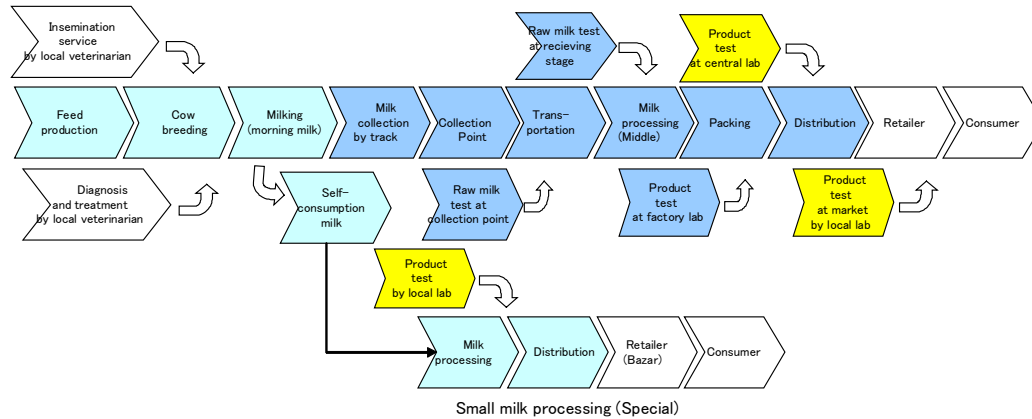 Insemination
service
by local veterinarian
Raw milk test
at recieving
stage
Product
test
at central lab
Feed
production
Cow
breeding
Milking
(morning milk)
Milk
collection
by track
Collection
Point
Trans-
portation
Milk
processing
(Middle)
Packing
Distribution
Retailer
Consumer
Diagnosis
and treatment
by local veterinarian
Self-
consumption
milk
Raw milk
test at
collection point
Product
test
at factory lab
Product
test
at market
by local lab
Product
test
by local lab
Milk
processing
Distribution
Retailer
(Bazar)
Consumer
Small milk processing (Special)